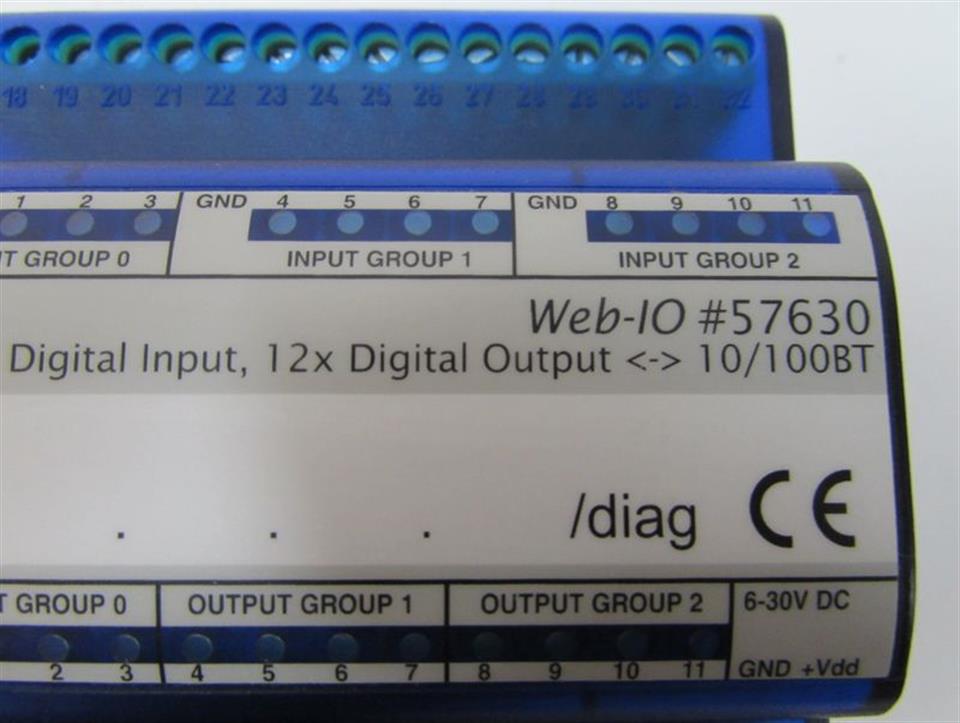 18 19 20 21 22 23 24 25 26 27 28 29 30 31 32
1 2 3 GND 4 5 6 7 GND 8 9 10 11
GROUP 0 INPUT GROUP 1 INPUT GROUP 2
Web-IO #57630
Digital Input, 12x Digital Output <-> 10/100BT
. . . /diag CE
GROUP 0 OUTPUT GROUP 1 OUTPUT GROUP 2 6-30V DC
2 3 4 5 6 7 8 9 10 11 GND +Vdd